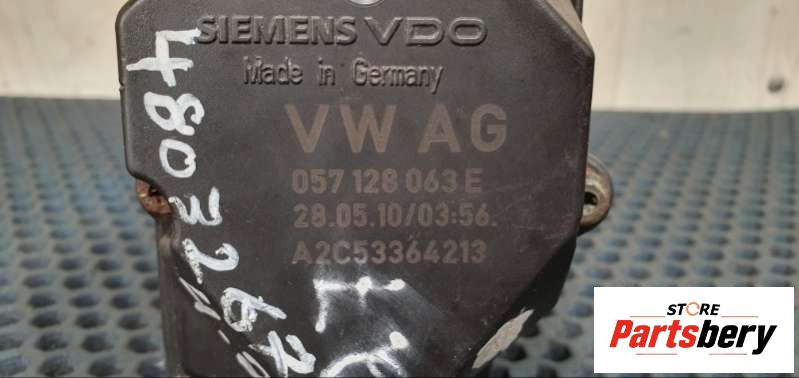 SIEMENS VDO
Made in Germany
VW AG
057 128 063 E
28.05.10/03:56.
A2C53364213
STORE
Partsbery